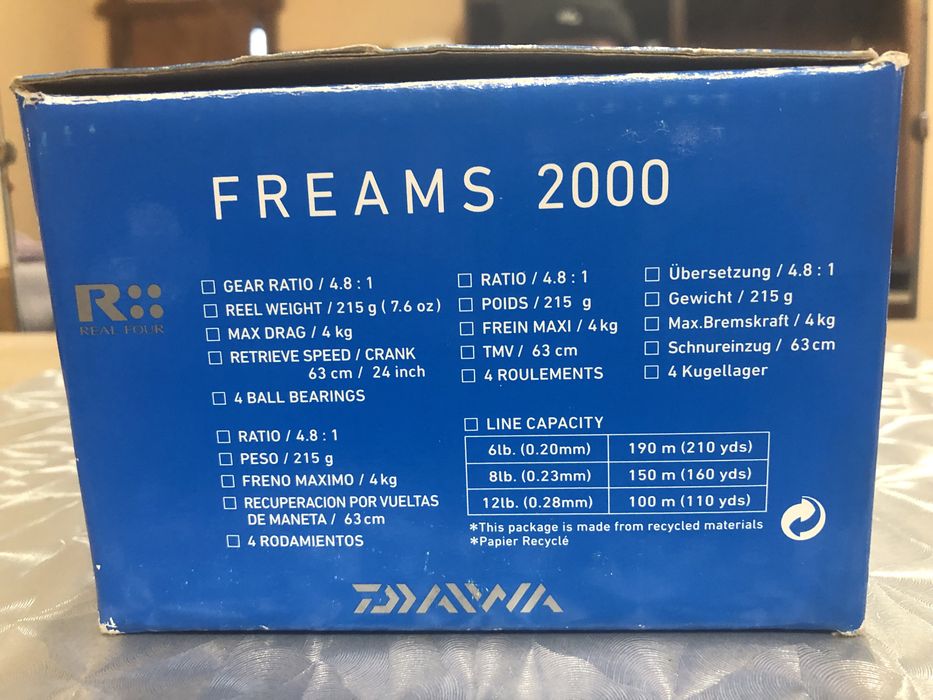 FREAMS 2000
R
REAL FOUR
GEAR RATIO / 4.8 : 1
REEL WEIGHT / 215 g ( 7.6 oz )
MAX DRAG / 4 kg
RETRIEVE SPEED / CRANK
63 cm / 24 inch
4 BALL BEARINGS
RATIO / 4.8 : 1
POIDS / 215 g
FREIN MAXI / 4 kg
TMV / 63 cm
4 ROULEMENTS
Übersetzung / 4.8 : 1
Gewicht / 215 g
Max.Bremskraft / 4 kg
Schnureinzug / 63 cm
4 Kugellager
RATIO / 4.8 : 1
PESO / 215 g
FRENO MAXIMO / 4 kg
RECUPERACION POR VUELTAS
DE MANETA / 63 cm
4 RODAMIENTOS
LINE CAPACITY
6lb. (0.20mm) 190 m (210 yds)
8lb. (0.23mm) 150 m (160 yds)
12lb. (0.28mm) 100 m (110 yds)
*This package is made from recycled materials
*Papier Recyclé
DAIWA